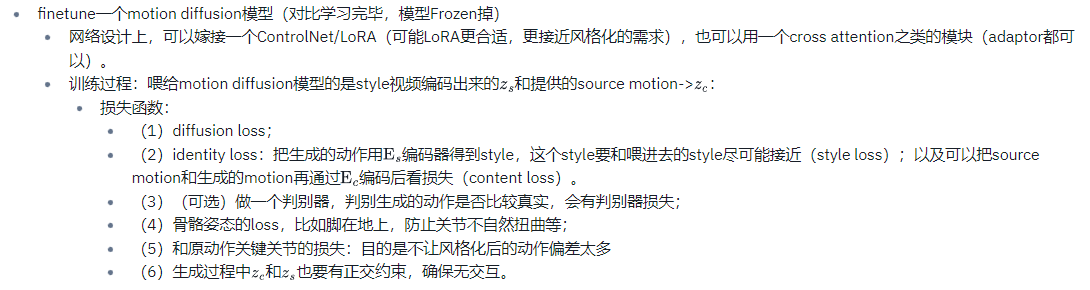 finetune一个motion diffusion模型（对比学习完毕，模型Frozen掉）
网络设计上，可以嫁接一个ControlNet/LoRA（可能LoRA更合适，更接近风格化的需求），也可以用一个cross attention之类的模块（adaptor都可
以）。
训练过程：喂给motion diffusion模型的是style视频编码出来的z_s和提供的source motion->z_c：
损失函数：
（1）diffusion loss；
（2）identity loss：把生成的动作用E_s编码器得到style，这个style要和喂进去的style尽可能接近（style loss）；以及可以把source
motion和生成的motion再通过E_c编码后看损失（content loss）。
（3）（可选）做一个判别器，判别生成的动作是否比较真实，会有判别器损失；
（4）骨骼姿态的loss，比如脚在地上，防止关节不自然扭曲等；
（5）和原动作关键关节的损失：目的是不让风格化后的动作偏差太多
（6）生成过程中z_c和z_s也要有正交约束，确保无交互。